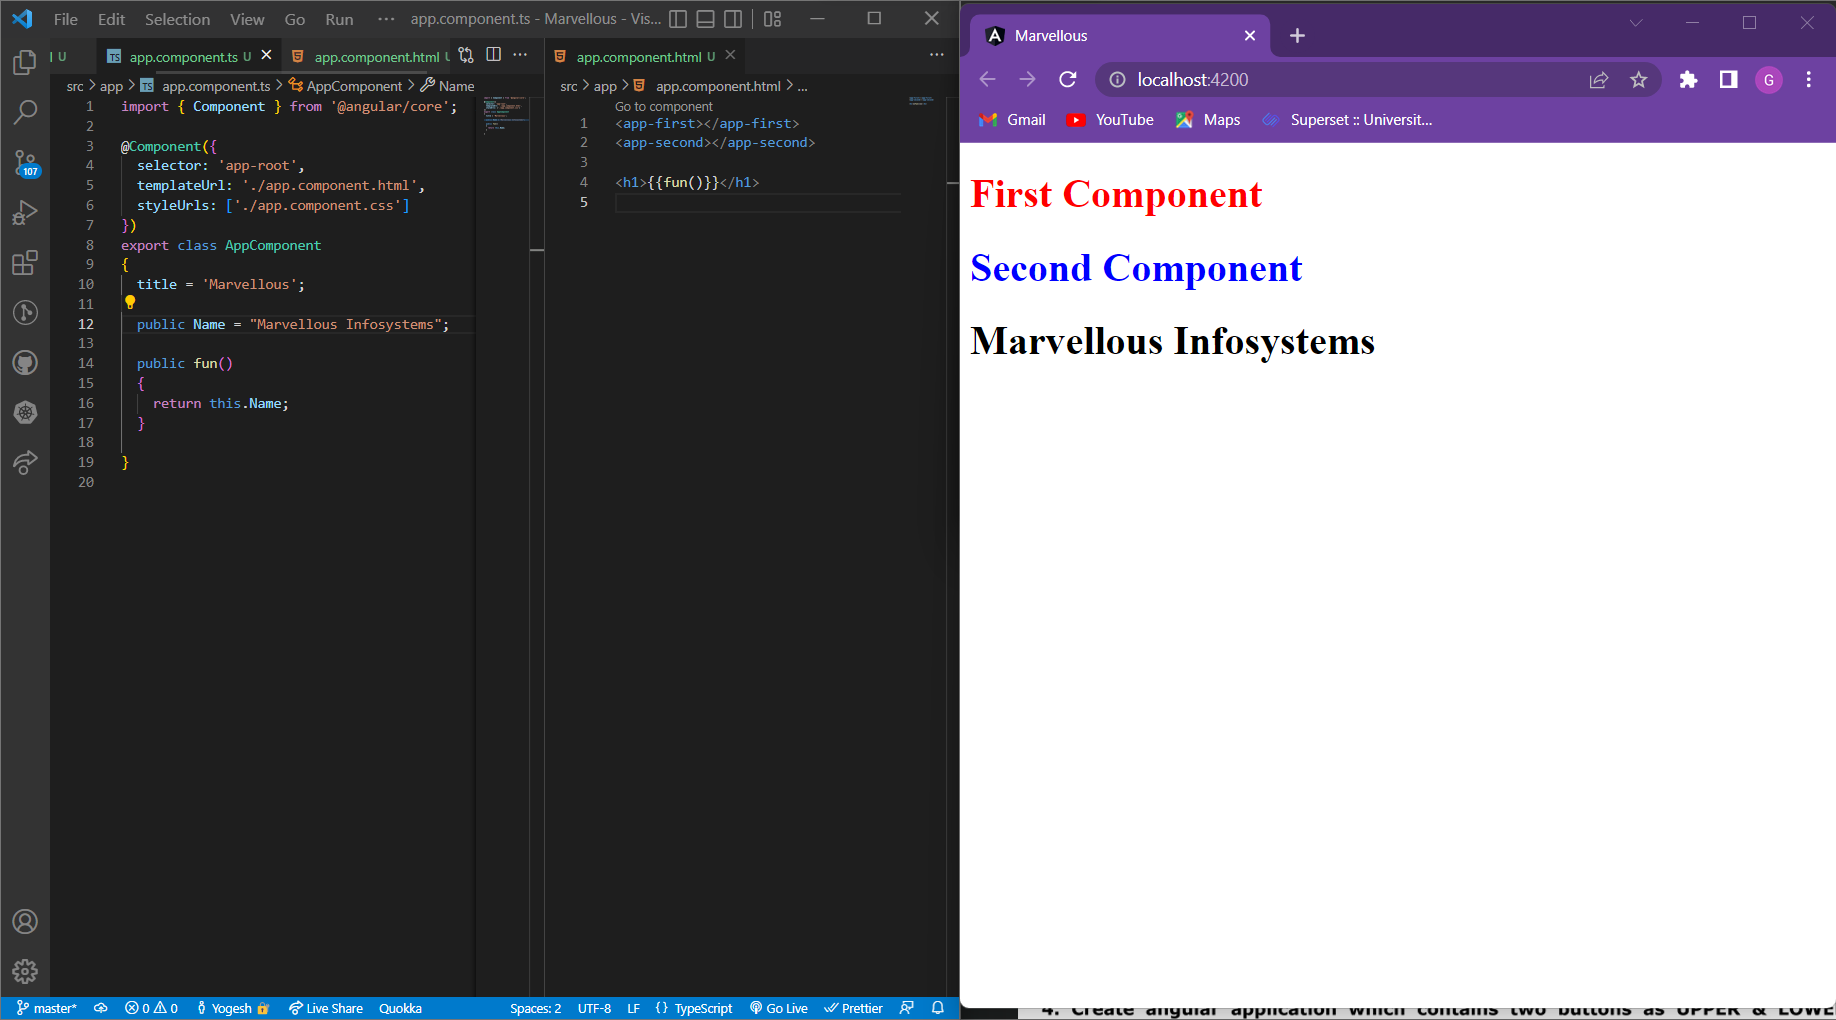 File Edit Selection View Go Run ··· app.component.ts - Marvellous - Vis...
U
TS app.component.ts U
app.component.html U
src > app > TS app.component.ts > AppComponent > Name
1 import { Component } from '@angular/core';
2
3 @Component({
4 selector: 'app-root',
5 templateUrl: './app.component.html',
6 styleUrls: ['./app.component.css']
7 })
8 export class AppComponent
9 {
10 title = 'Marvellous';
11
12 public Name = "Marvellous Infosystems";
13
14 public fun()
15 {
16 return this.Name;
17 }
18
19 }
20
107
app.component.html U
src > app > app.component.html > ...
Go to component
1 <app-first></app-first>
2 <app-second></app-second>
3
4 <h1>{{fun()}}</h1>
5
master* 0 0 Yogesh Live Share Quokka Spaces: 2 UTF-8 LF {} TypeScript Go Live Prettier
Marvellous
localhost:4200
G
Gmail YouTube Maps Superset :: Universit...
First Component
Second Component
Marvellous Infosystems
4. Create angular application which contains two buttons as UPPER & LOWE